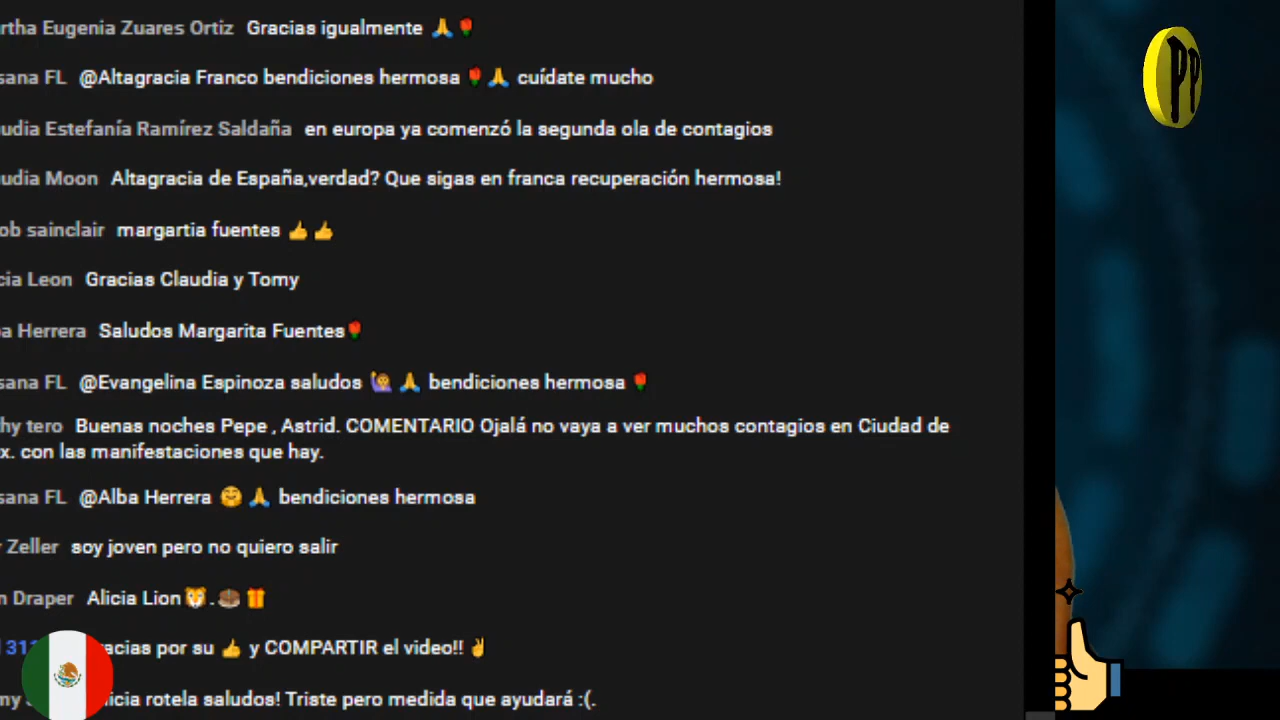 rtha Eugenia Zuares Ortiz Gracias igualmente 🙏🌹
sana FL @Altagracia Franco bendiciones hermosa 🌹🙏 cuídate mucho
udia Estefanía Ramírez Saldaña en europa ya comenzó la segunda ola de contagios
udia Moon Altagracia de España,verdad? Que sigas en franca recuperación hermosa!
ob sainclair margartia fuentes 👍👍
cia Leon Gracias Claudia y Tomy
a Herrera Saludos Margarita Fuentes🌹
sana FL @Evangelina Espinoza saludos 🙋🙏 bendiciones hermosa 🌹
hy tero Buenas noches Pepe , Astrid. COMENTARIO Ojalá no vaya a ver muchos contagios en Ciudad de
x. con las manifestaciones que hay.
sana FL @Alba Herrera 🤗🙏 bendiciones hermosa
Zeller soy joven pero no quiero salir
n Draper Alicia Lion🐯.🎂🎁
acias por su 👍 y COMPARTIR el video!! ✌
my icia rotela saludos! Triste pero medida que ayudará :(.
PP